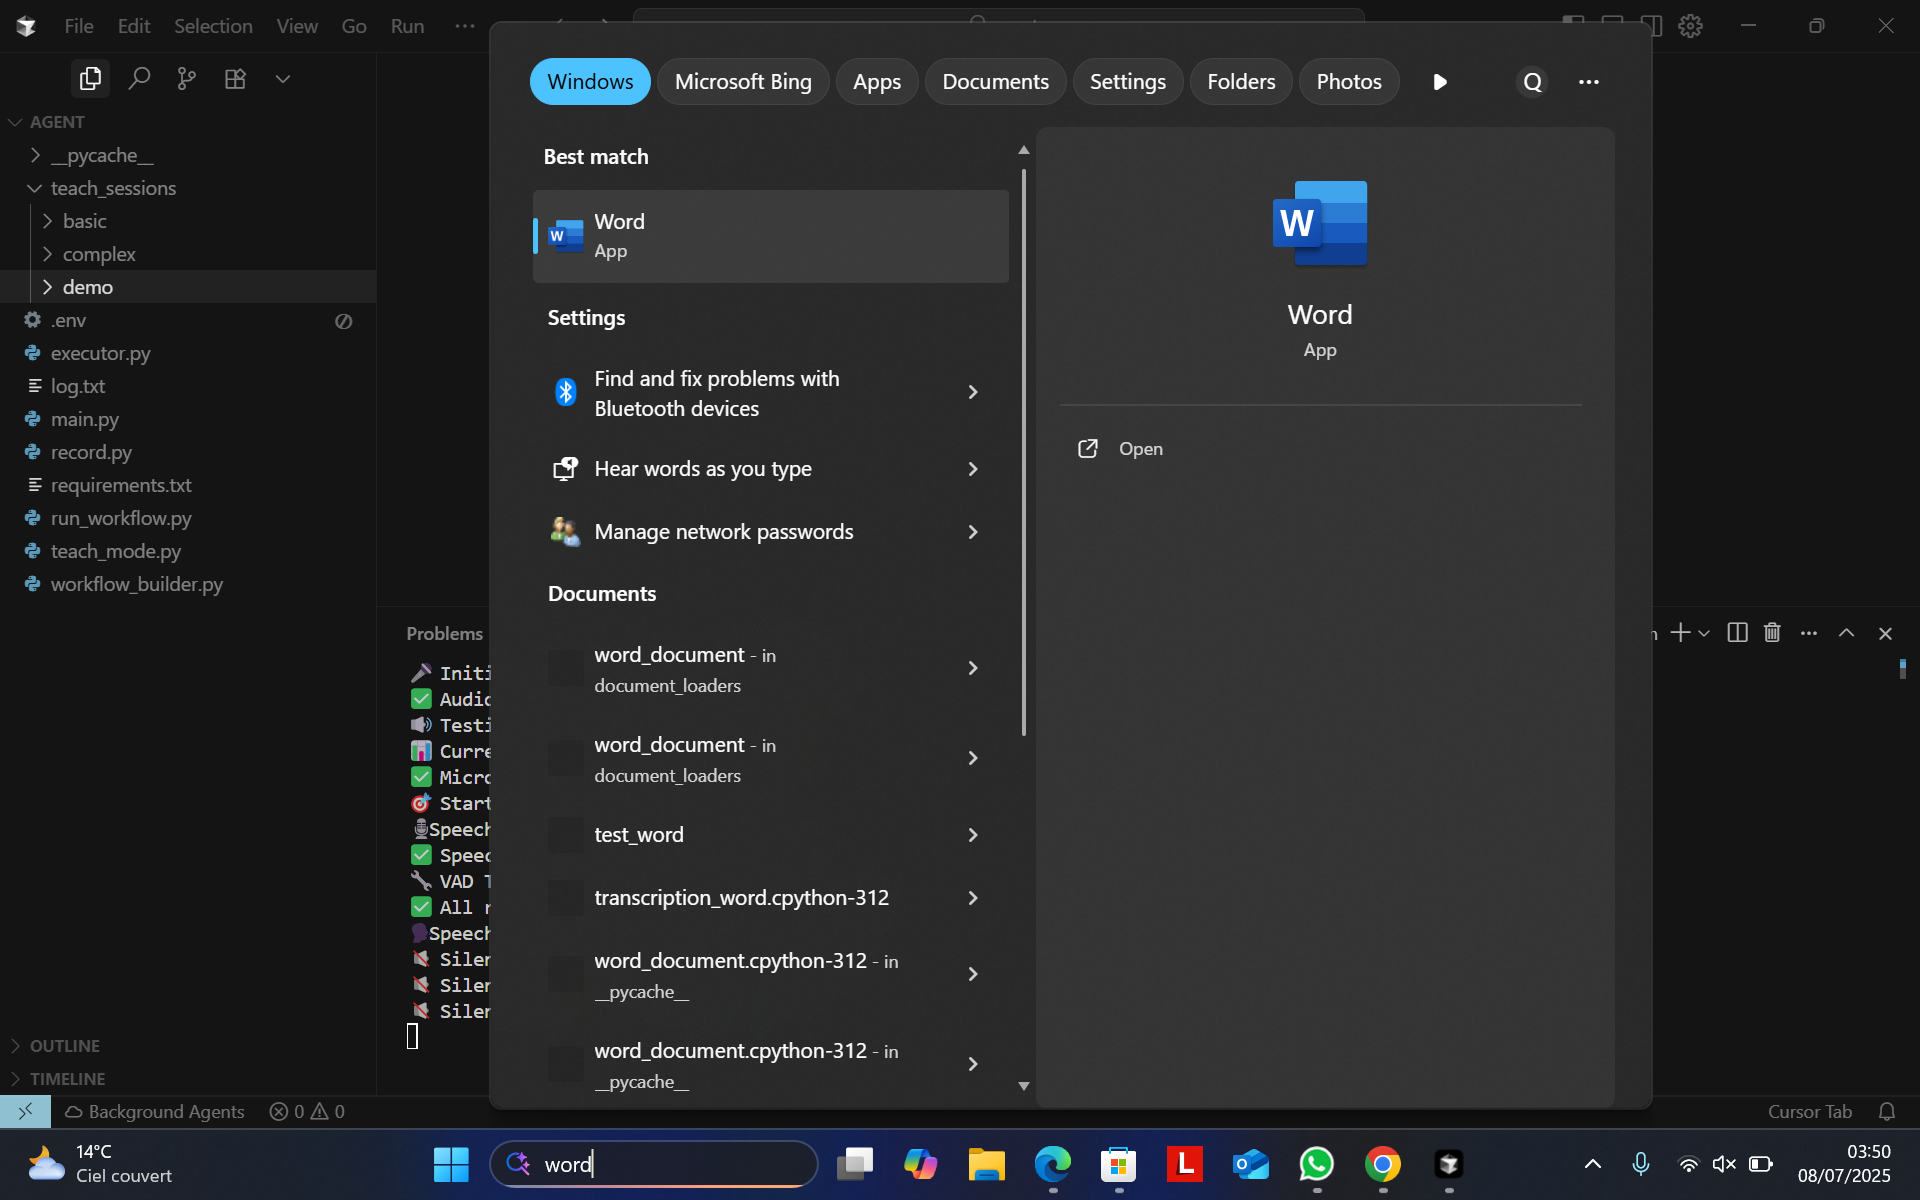 File Edit Selection View Go Run ...
Windows Microsoft Bing Apps Documents Settings Folders Photos Q
AGENT
__pycache__
teach_sessions
basic
complex
demo
.env
executor.py
log.txt
main.py
record.py
requirements.txt
run_workflow.py
teach_mode.py
workflow_builder.py
OUTLINE
TIMELINE
Best match
Word
App
Settings
Find and fix problems with
Bluetooth devices
Hear words as you type
Manage network passwords
Documents
word_document - in
document_loaders
word_document - in
document_loaders
test_word
transcription_word.cpython-312
word_document.cpython-312 - in
__pycache__
word_document.cpython-312 - in
__pycache__
W
Word
App
Open
Problems
Initi
Audio
Testi
Curre
Micro
Start
Speech
Speec
VAD T
All r
Speech
Silen
Silen
Silen
Background Agents 0 0
Cursor Tab
14°C
Ciel couvert
word
L
03:50
08/07/2025